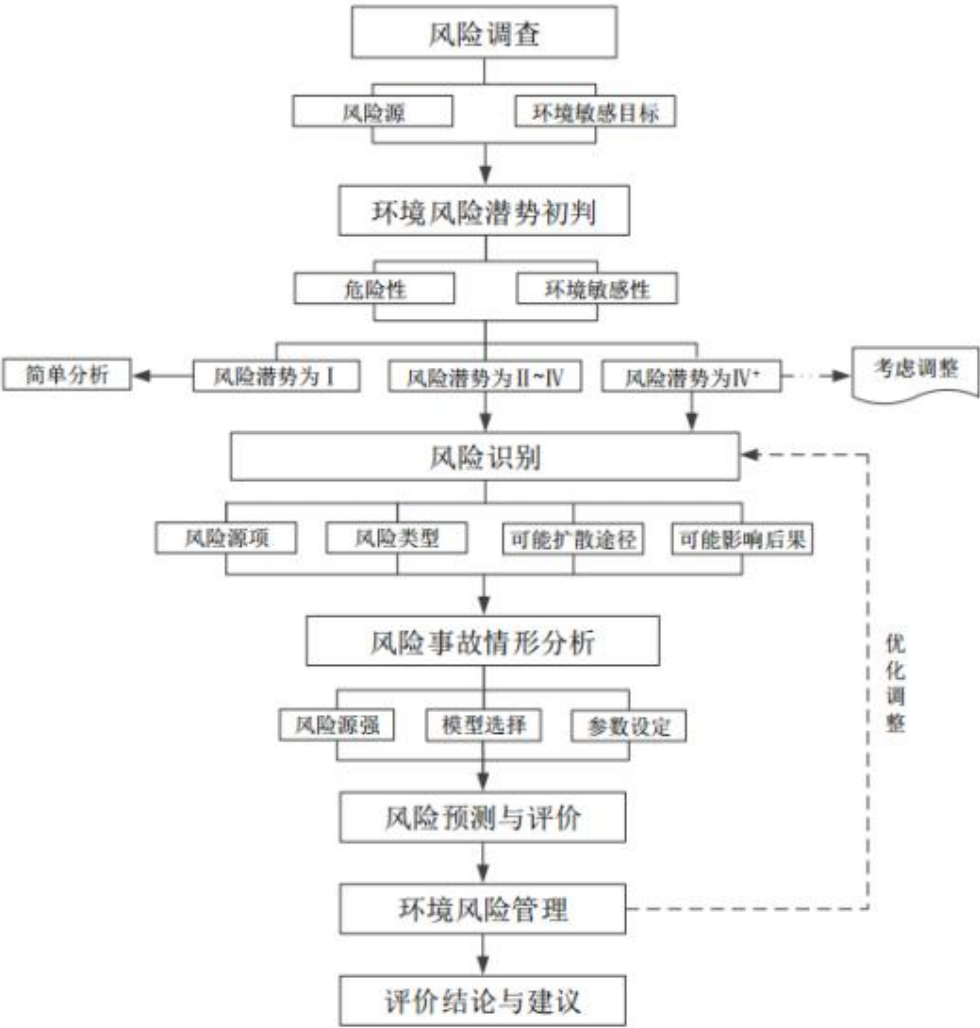 风险调查
风险源
环境敏感目标
环境风险潜势初判
危险性
环境敏感性
简单分析
风险潜势为Ⅰ
风险潜势为Ⅱ~Ⅳ
风险潜势为Ⅳ⁺
考虑调整
风险识别
风险源项
风险类型
可能扩散途径
可能影响后果
风险事故情形分析
优化调整
风险源强
模型选择
参数设定
风险预测与评价
环境风险管理
评价结论与建议